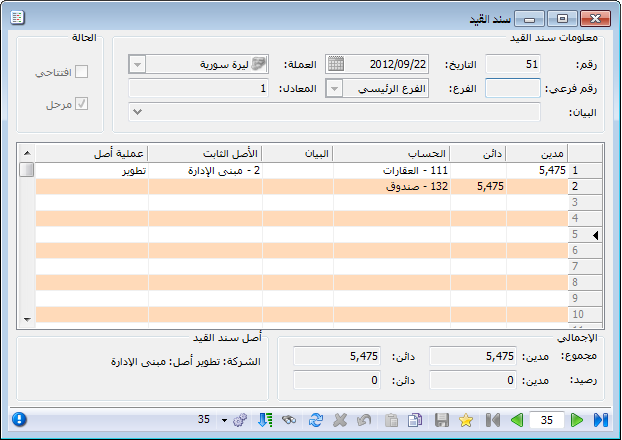 سند القيد
معلومات سند القيد
الحالة
رقم: 51 التاريخ: 2012/09/22 العملة: ليرة سورية
افتتاحي
رقم فرعي: الفرع: الفرع الرئيسي المعادل: 1
مرحل
البيان:
مدين دائن الحساب البيان الأصل الثابت عملية أصل
1 5,475 111 - العقارات 2 - مبنى الإدارة تطوير
2 5,475 132 - صندوق
3
4
5
6
7
8
9
10
الإجمالي
أصل سند القيد
مجموع: مدين: 5,475 دائن: 5,475
الشركة: تطوير أصل: مبنى الإدارة
رصيد: مدين: 0 دائن: 0
35 35